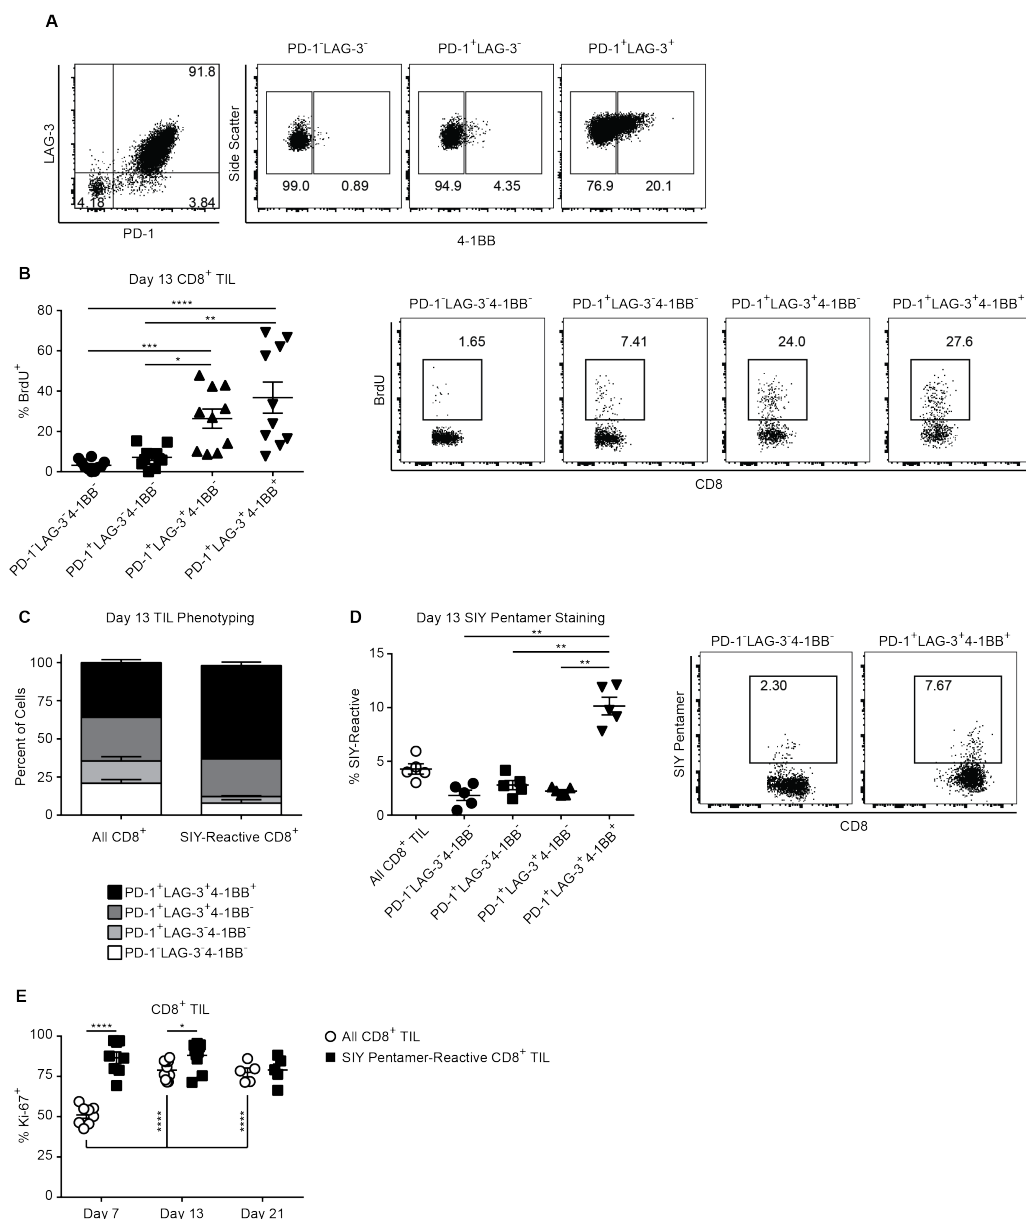 A
PD-1⁻LAG-3⁻
PD-1⁺LAG-3⁻
PD-1⁺LAG-3⁺
91.8
LAG-3
4.18
3.84
PD-1
Side Scatter
99.0
0.89
94.9
4.35
76.9
20.1
4-1BB
B
Day 13 CD8⁺ TIL
% BrdU⁺
80
60
40
20
0
****
**
***
*
PD-1⁻LAG-3⁻4-1BB⁻
PD-1⁺LAG-3⁻4-1BB⁻
PD-1⁺LAG-3⁺4-1BB⁻
PD-1⁺LAG-3⁺4-1BB⁺
PD-1⁻LAG-3⁻4-1BB⁻
PD-1⁺LAG-3⁻4-1BB⁻
PD-1⁺LAG-3⁺4-1BB⁻
PD-1⁺LAG-3⁺4-1BB⁺
BrdU
1.65
7.41
24.0
27.6
CD8
C
Day 13 TIL Phenotyping
Percent of Cells
100
75
50
25
0
All CD8⁺
SIY-Reactive CD8⁺
PD-1⁺LAG-3⁺4-1BB⁺
PD-1⁺LAG-3⁺4-1BB⁻
PD-1⁺LAG-3⁻4-1BB⁻
PD-1⁻LAG-3⁻4-1BB⁻
D
Day 13 SIY Pentamer Staining
% SIY-Reactive
15
10
5
0
**
**
**
All CD8⁺ TIL
PD-1⁻LAG-3⁻4-1BB⁻
PD-1⁺LAG-3⁻4-1BB⁻
PD-1⁺LAG-3⁺4-1BB⁻
PD-1⁺LAG-3⁺4-1BB⁺
PD-1⁻LAG-3⁻4-1BB⁻
PD-1⁺LAG-3⁺4-1BB⁺
SIY Pentamer
2.30
7.67
CD8
E
CD8⁺ TIL
% Ki-67⁺
100
75
50
25
0
****
*
****
****
Day 7
Day 13
Day 21
All CD8⁺ TIL
SIY Pentamer-Reactive CD8⁺ TIL